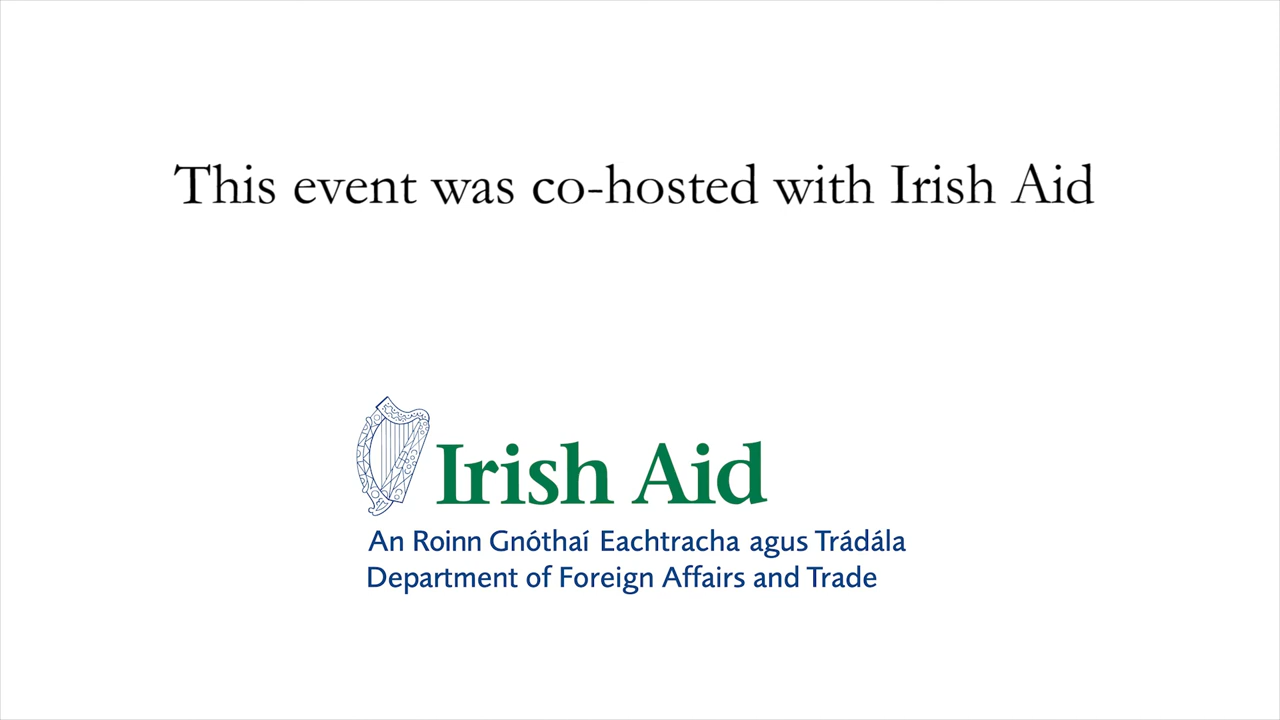 This event was co-hosted with Irish Aid
Irish Aid
An Roinn Gnóthaí Eachtracha agus Trádála
Department of Foreign Affairs and Trade